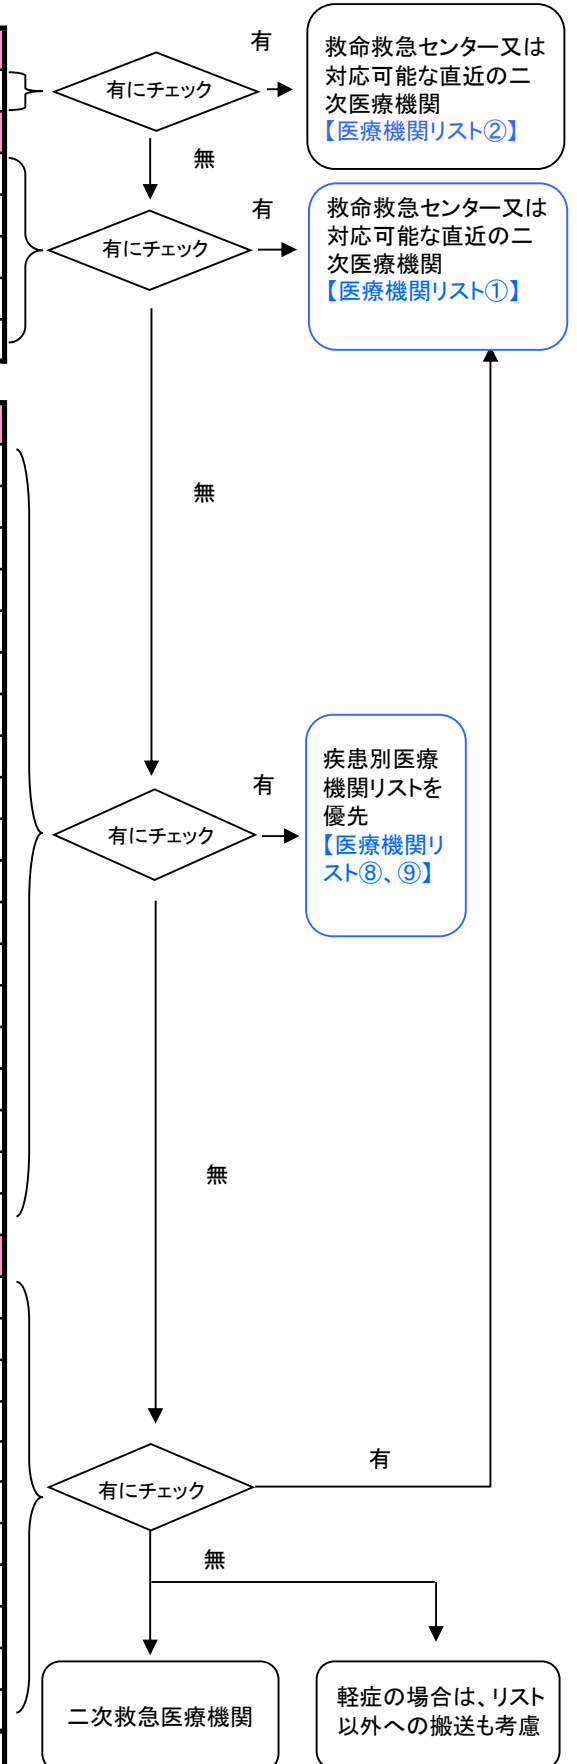 有
有にチェック
救命救急センター又は
対応可能な直近の二
次医療機関
【医療機関リスト②】
無
有
有にチェック
救命救急センター又は
対応可能な直近の二
次医療機関
【医療機関リスト①】
無
有
有にチェック
疾患別医療
機関リストを
優先
【医療機関リ
スト⑧、⑨】
無
有
有にチェック
無
二次救急医療機関
軽症の場合は、リスト
以外への搬送も考慮